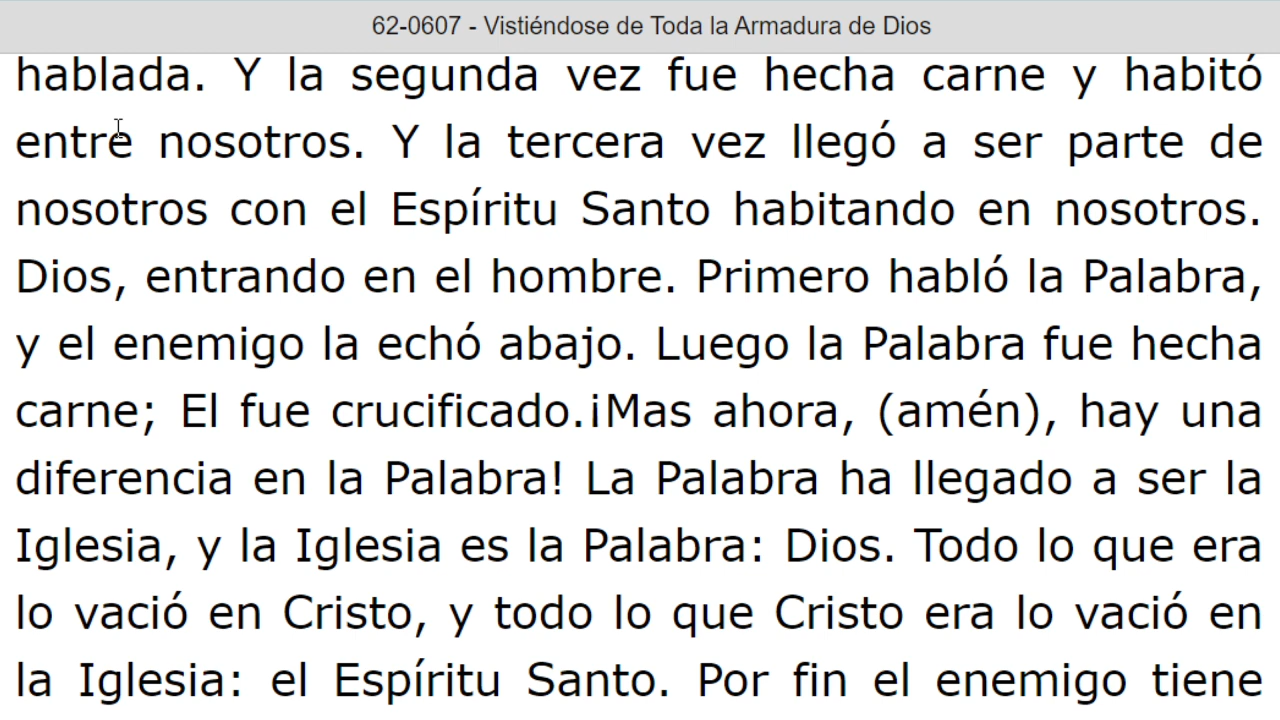 62-0607 - Vistiéndose de Toda la Armadura de Dios
hablada. Y la segunda vez fue hecha carne y habitó
entre nosotros. Y la tercera vez llegó a ser parte de
nosotros con el Espíritu Santo habitando en nosotros.
Dios, entrando en el hombre. Primero habló la Palabra,
y el enemigo la echó abajo. Luego la Palabra fue hecha
carne; El fue crucificado.¡Mas ahora, (amén), hay una
diferencia en la Palabra! La Palabra ha llegado a ser la
Iglesia, y la Iglesia es la Palabra: Dios. Todo lo que era
lo vació en Cristo, y todo lo que Cristo era lo vació en
la Iglesia: el Espíritu Santo. Por fin el enemigo tiene